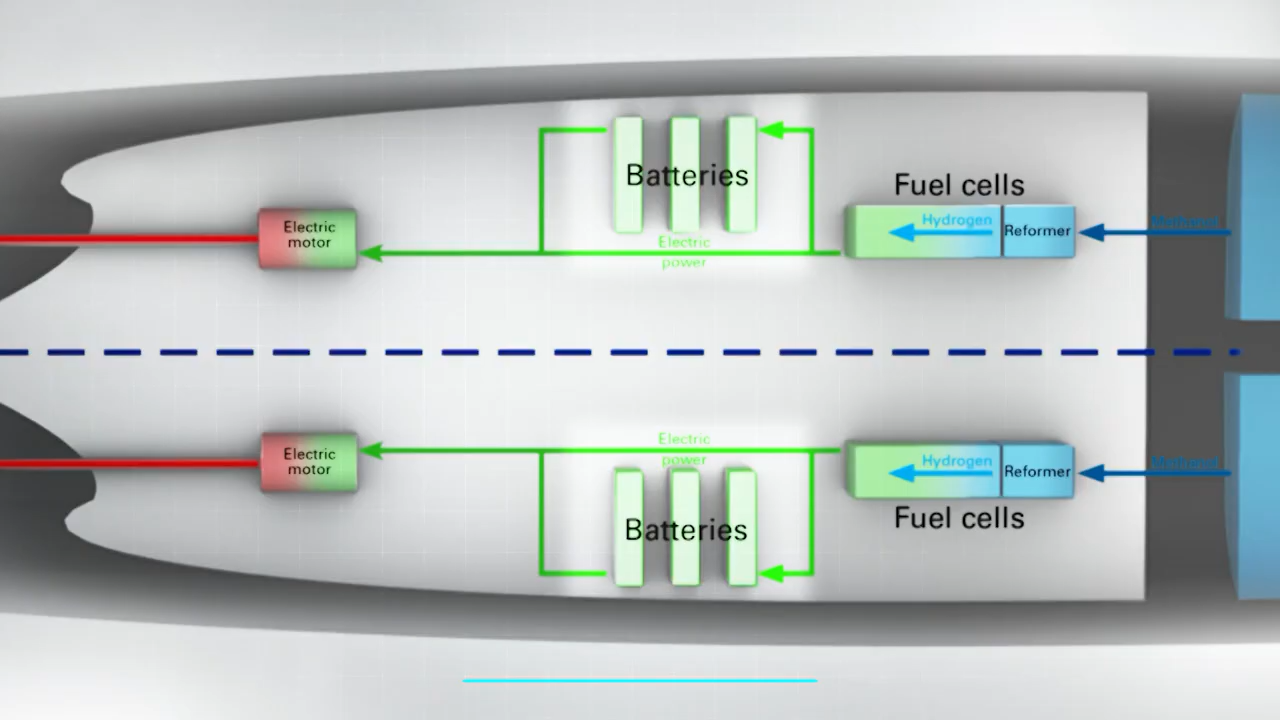 Batteries
Fuel cells
Electric
motor
Hydrogen
Reformer
Methanol
Electric
power
Electric
motor
Electric
power
Hydrogen
Reformer
Methanol
Batteries
Fuel cells